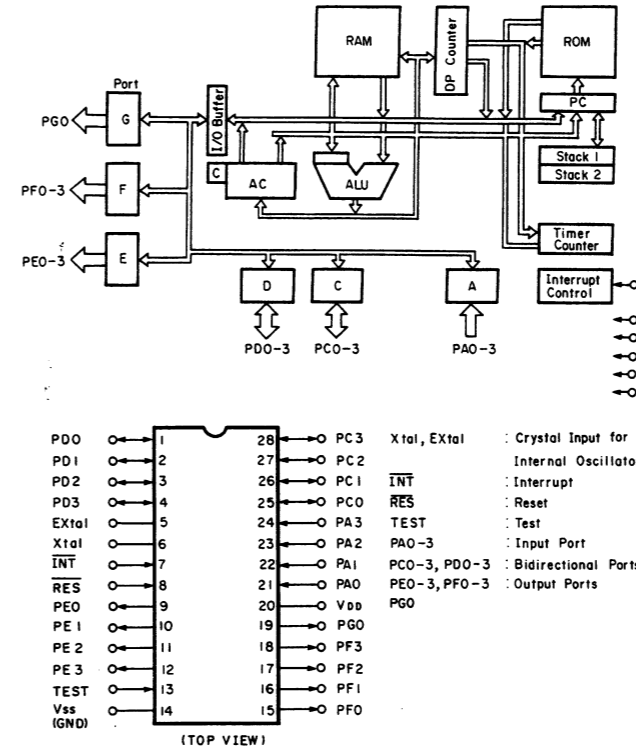 RAM
DP Counter
ROM
PC
Stack 1
Stack 2
Port
PG0
G
I/O Buffer
C
AC
ALU
PF0-3
F
PE0-3
E
Timer
Counter
D
C
A
Interrupt
Control
PD0-3
PC0-3
PA0-3
PD0 1 28 PC3
PD1 2 27 PC2
PD2 3 26 PC1
PD3 4 25 PC0
EXtal 5 24 PA3
Xtal 6 23 PA2
INT 7 22 PA1
RES 8 21 PA0
PE0 9 20 VDD
PE1 10 19 PG0
PE2 11 18 PF3
PE3 12 17 PF2
TEST 13 16 PF1
Vss 14 15 PF0
(GND)
(TOP VIEW)
Xtal, EXtal : Crystal Input for
Internal Oscillato
INT : Interrupt
RES : Reset
TEST : Test
PA0-3 : Input Port
PC0-3, PD0-3 : Bidirectional Ports
PE0-3, PF0-3 : Output Ports
PG0